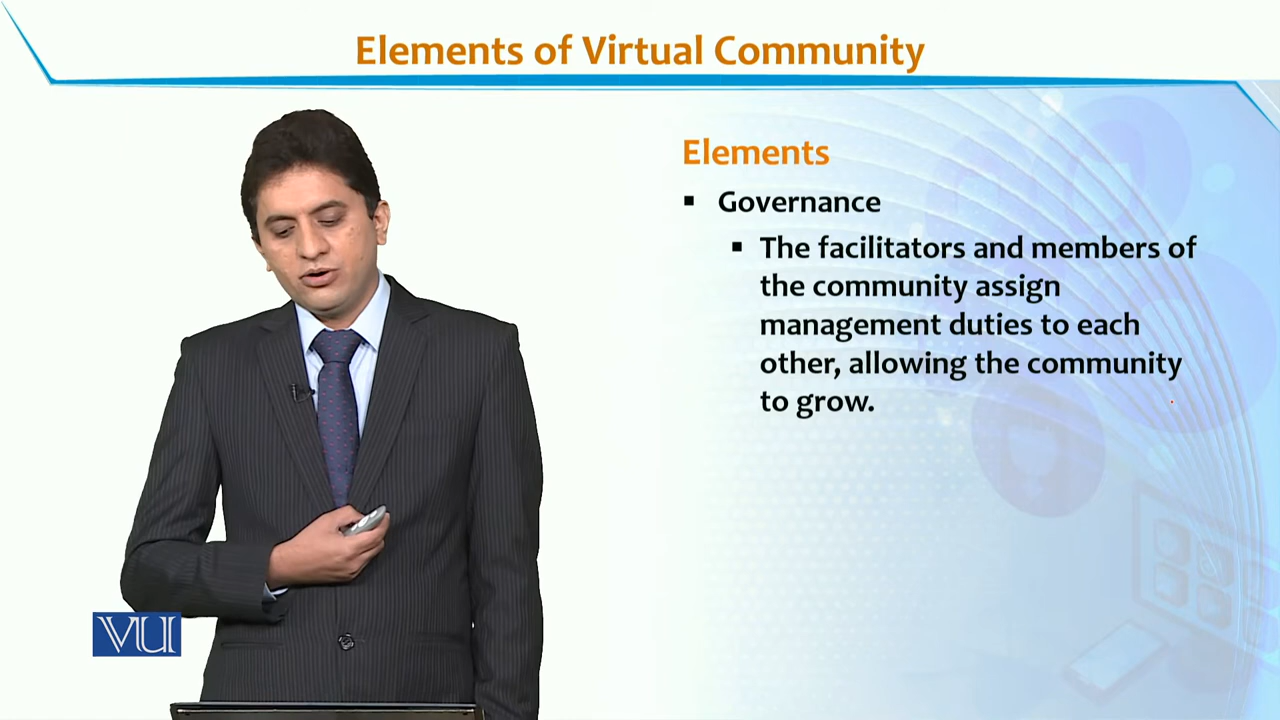 Elements of Virtual Community
Elements
Governance
The facilitators and members of
the community assign
management duties to each
other, allowing the community
to grow.
VU